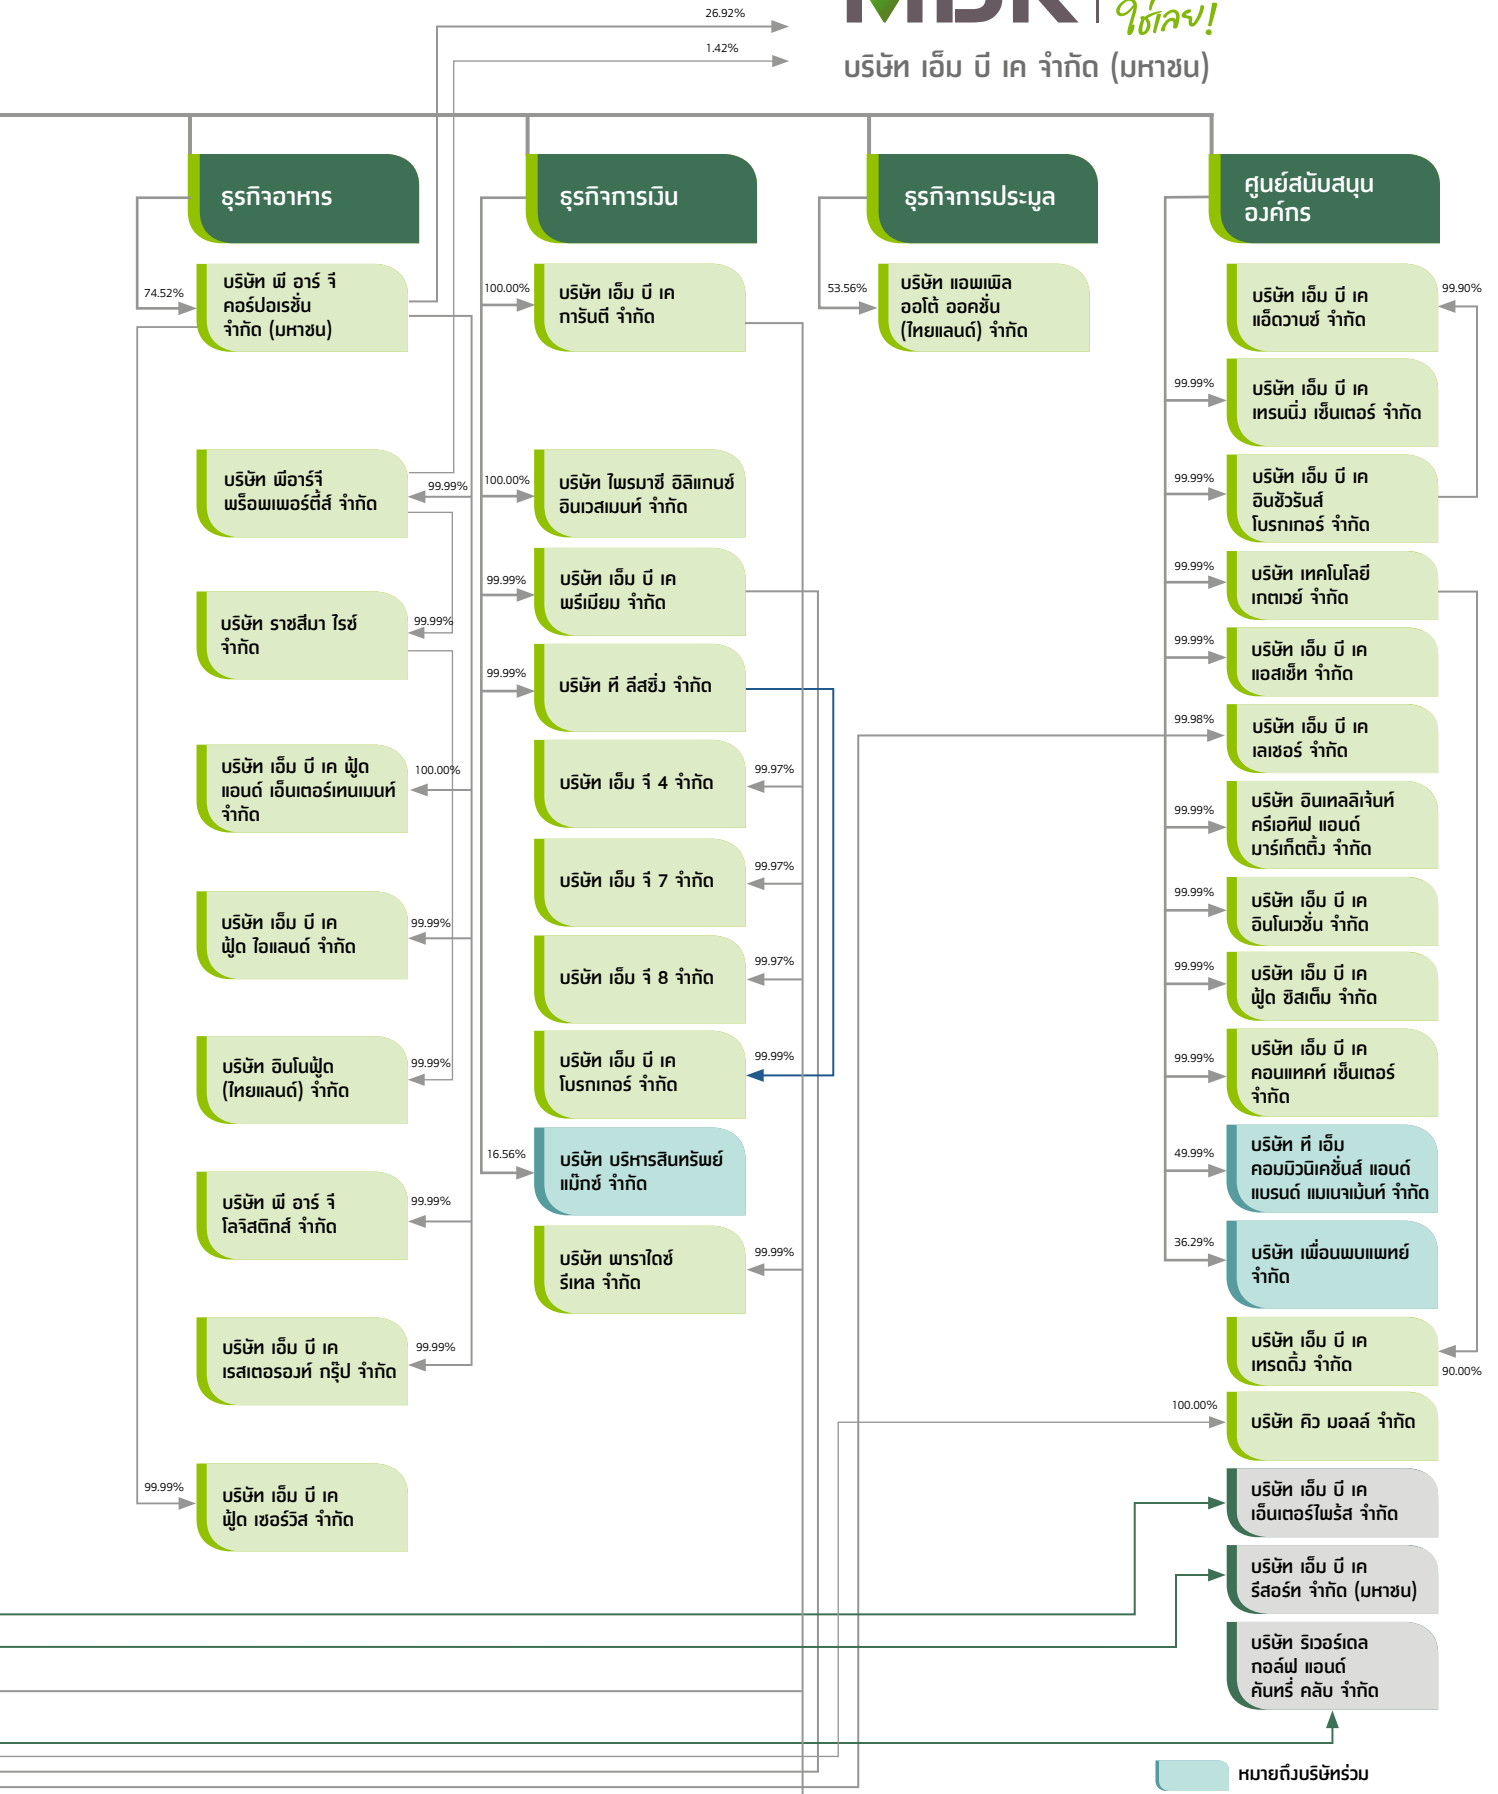 26.92%
1.42%
MBK
ใช่เลย!
บริษัท เอ็ม บี เค จำกัด (มหาชน)
ธุรกิจอาหาร
74.52%
บริษัท พี อาร์ จี
คอร์ปอเรชั่น
จำกัด (มหาชน)
บริษัท พีอาร์จี
พร็อพเพอร์ตี้ส์ จำกัด
99.99%
บริษัท ราชสีมา ไรซ์
จำกัด
99.99%
บริษัท เอ็ม บี เค ฟู้ด
แอนด์ เอ็นเตอร์เทนเมนท์
จำกัด
100.00%
บริษัท เอ็ม บี เค
ฟู้ด ไอแลนด์ จำกัด
99.99%
บริษัท อินโนฟู้ด
(ไทยแลนด์) จำกัด
99.99%
บริษัท พี อาร์ จี
โลจิสติกส์ จำกัด
99.99%
บริษัท เอ็ม บี เค
เรสเตอรองท์ กรุ๊ป จำกัด
99.99%
99.99%
บริษัท เอ็ม บี เค
ฟู้ด เซอร์วิส จำกัด
ธุรกิจการเงิน
100.00%
บริษัท เอ็ม บี เค
การันตี จำกัด
100.00%
บริษัท ไพรมาซี อิลิแกนซ์
อินเวสเมนท์ จำกัด
99.99%
บริษัท เอ็ม บี เค
พรีเมียม จำกัด
99.99%
บริษัท ที ลีสซิ่ง จำกัด
บริษัท เอ็ม จี 4 จำกัด
99.97%
บริษัท เอ็ม จี 7 จำกัด
99.97%
บริษัท เอ็ม จี 8 จำกัด
99.97%
บริษัท เอ็ม บี เค
โบรกเกอร์ จำกัด
99.99%
16.56%
บริษัท บริหารสินทรัพย์
แม๊กซ์ จำกัด
บริษัท พาราไดซ์
รีเทล จำกัด
99.99%
ธุรกิจการประมูล
53.56%
บริษัท แอพเพิล
ออโต้ ออคชั่น
(ไทยแลนด์) จำกัด
ศูนย์สนับสนุน
องค์กร
บริษัท เอ็ม บี เค
แอ็ดวานซ์ จำกัด
99.90%
99.99%
บริษัท เอ็ม บี เค
เทรนนิ่ง เซ็นเตอร์ จำกัด
99.99%
บริษัท เอ็ม บี เค
อินชัวรันส์
โบรกเกอร์ จำกัด
99.99%
บริษัท เทคโนโลยี
เกตเวย์ จำกัด
99.99%
บริษัท เอ็ม บี เค
แอสเซ็ท จำกัด
99.98%
บริษัท เอ็ม บี เค
เลเซอร์ จำกัด
99.99%
บริษัท อินเทลลิเจ้นท์
ครีเอทิฟ แอนด์
มาร์เก็ตติ้ง จำกัด
99.99%
บริษัท เอ็ม บี เค
อินโนเวชั่น จำกัด
99.99%
บริษัท เอ็ม บี เค
ฟู้ด ซิสเต็ม จำกัด
99.99%
บริษัท เอ็ม บี เค
คอนแทคท์ เซ็นเตอร์
จำกัด
49.99%
บริษัท ที เอ็ม
คอมมิวนิเคชั่นส์ แอนด์
แบรนด์ แมเนจเม้นท์ จำกัด
36.29%
บริษัท เพื่อนพบแพทย์
จำกัด
บริษัท เอ็ม บี เค
เทรดดิ้ง จำกัด
90.00%
100.00%
บริษัท คิว มอลล์ จำกัด
บริษัท เอ็ม บี เค
เอ็นเตอร์ไพร้ส จำกัด
บริษัท เอ็ม บี เค
รีสอร์ท จำกัด (มหาชน)
บริษัท ริเวอร์เดล
กอล์ฟ แอนด์
คันทรี่ คลับ จำกัด
หมายถึงบริษัทร่วม